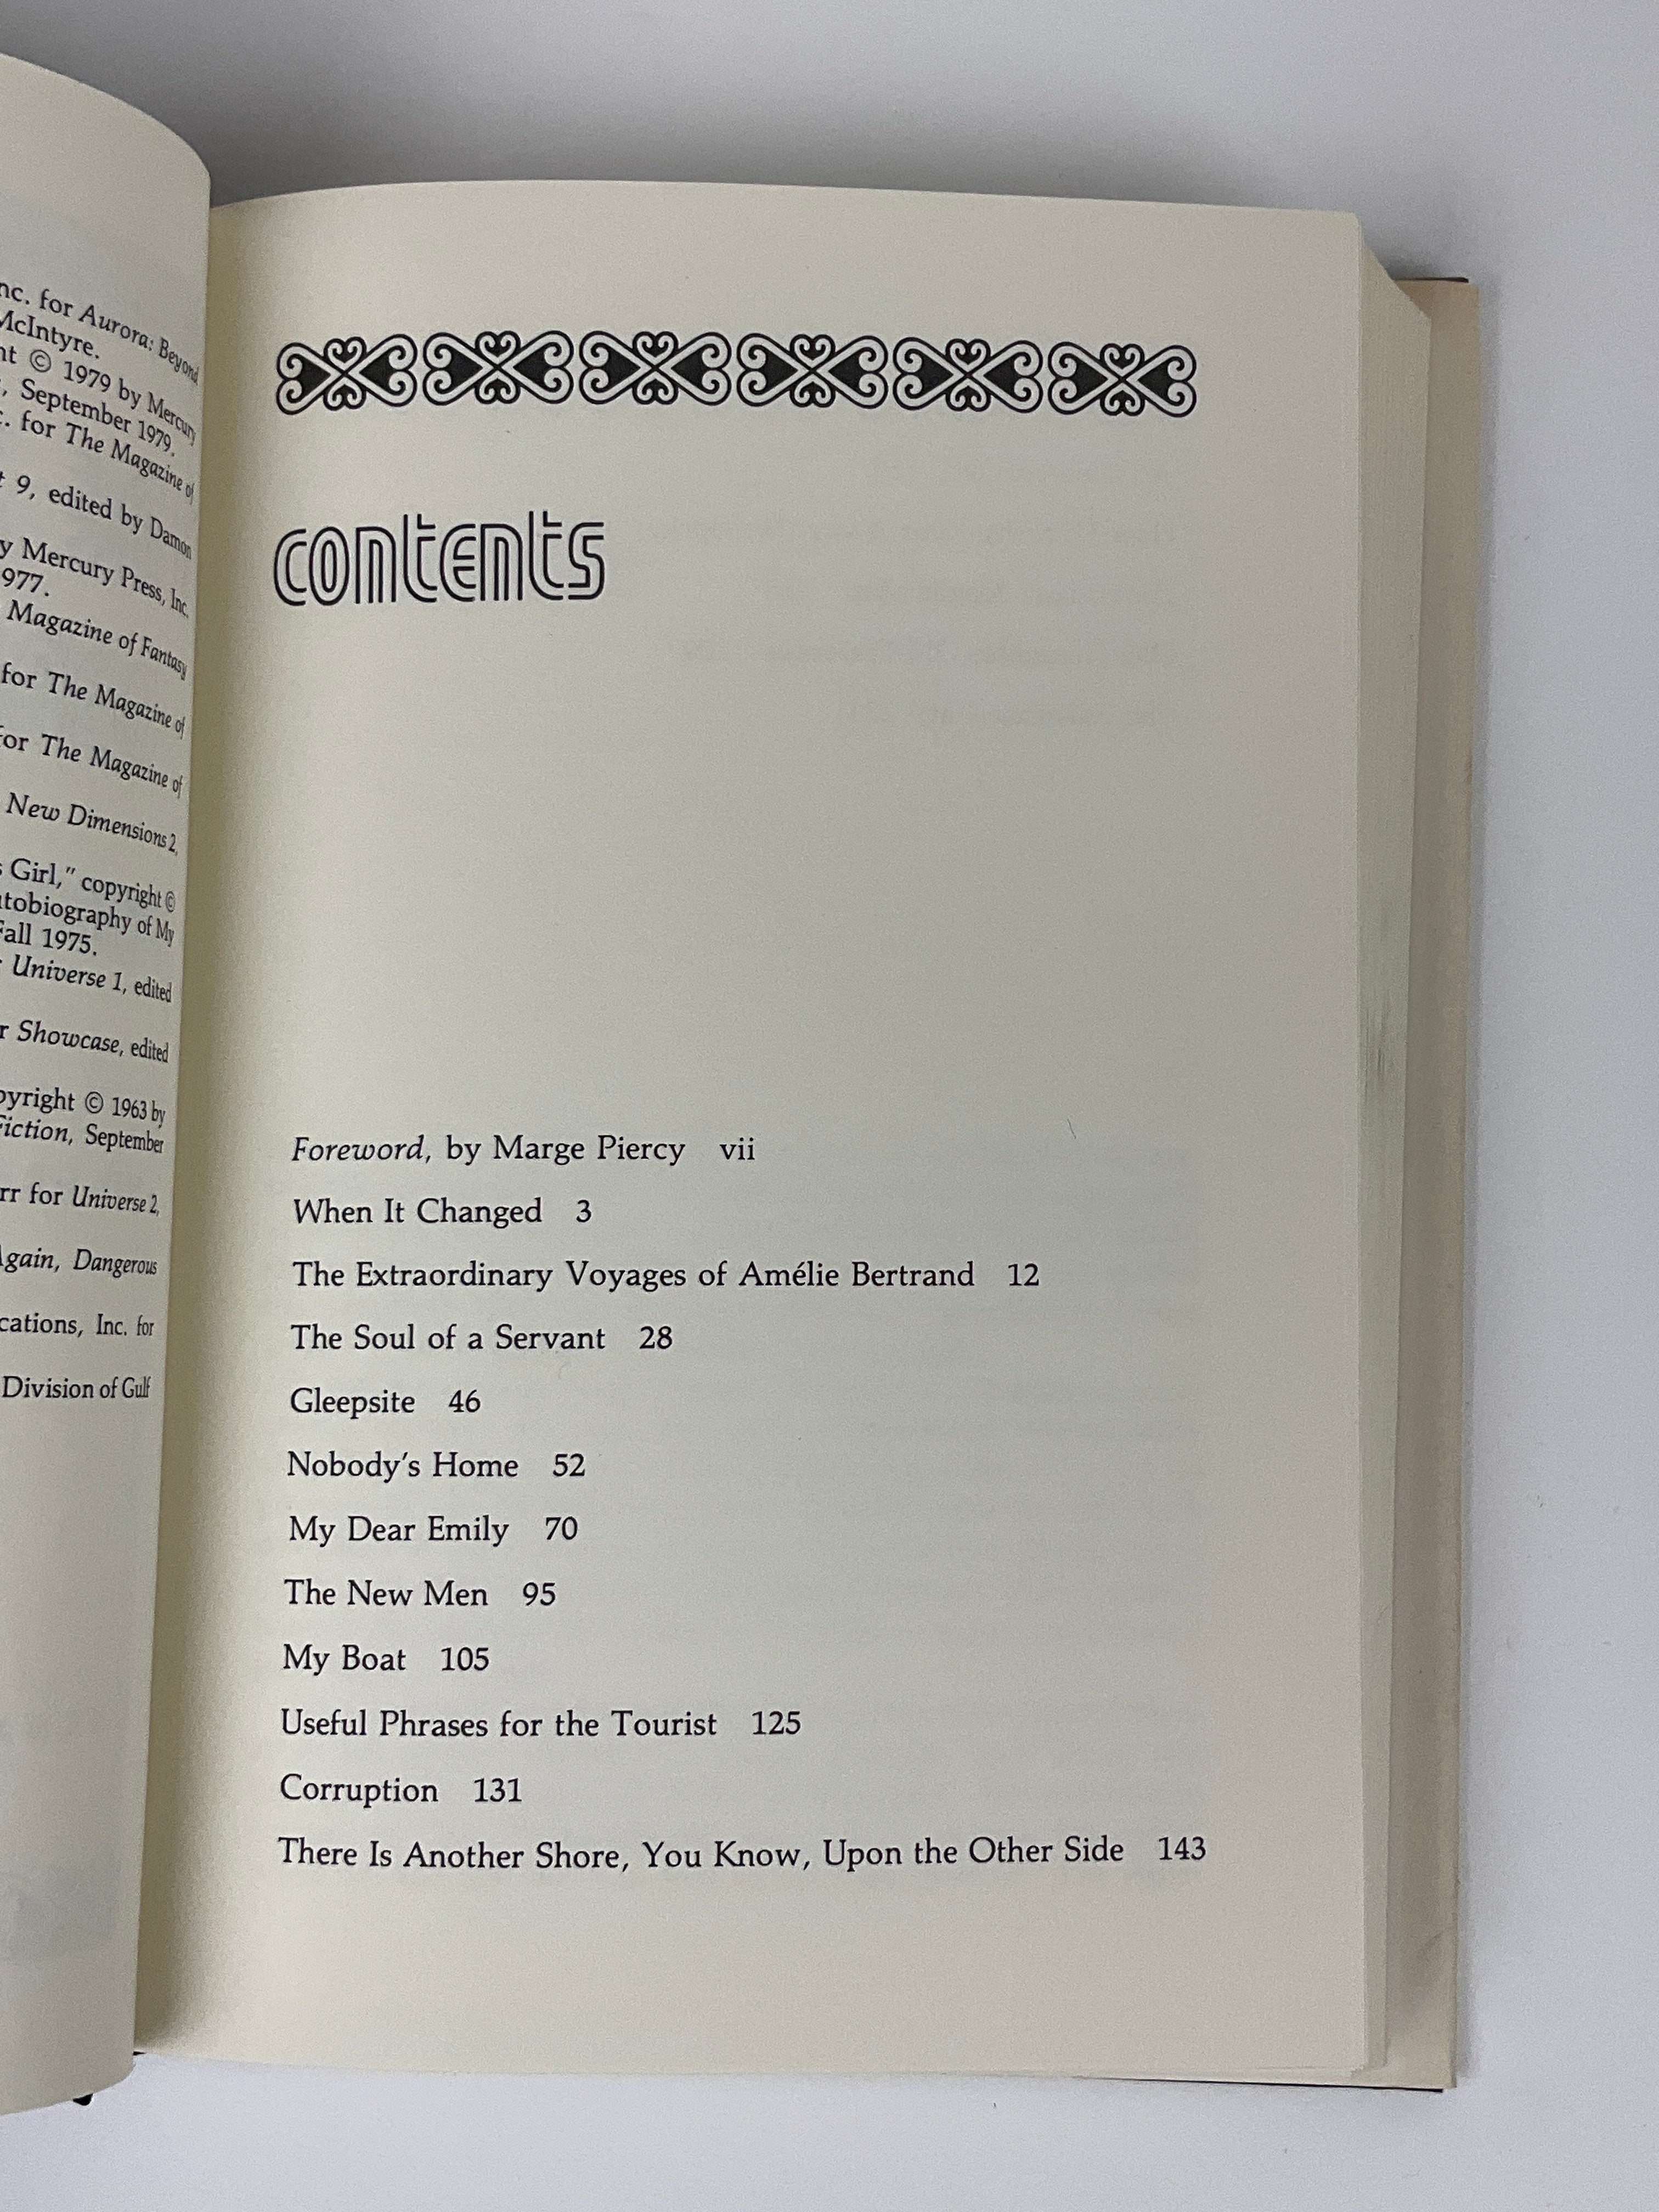 nc. for Aurora: Beyond
McIntyre.
ht © 1979 by Mercury
, September 1979.
. for The Magazine of
t 9, edited by Damon
y Mercury Press, Inc.
977.
Magazine of Fantasy
for The Magazine of
for The Magazine of
New Dimensions 2,
s Girl," copyright ©
utobiography of My
Fall 1975.
Universe 1, edited
r Showcase, edited
pyright © 1963 by
Fiction, September
rr for Universe 2,
Again, Dangerous
cations, Inc. for
Division of Gulf
contents
Foreword, by Marge Piercy vii
When It Changed 3
The Extraordinary Voyages of Amélie Bertrand 12
The Soul of a Servant 28
Gleepsite 46
Nobody's Home 52
My Dear Emily 70
The New Men 95
My Boat 105
Useful Phrases for the Tourist 125
Corruption 131
There Is Another Shore, You Know, Upon the Other Side 143